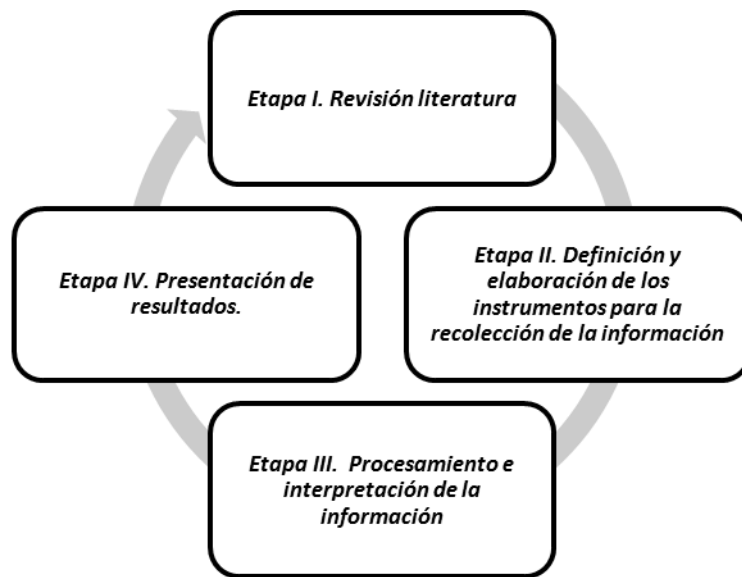 Etapa I. Revisión literatura
Etapa II. Definición y
elaboración de los
instrumentos para la
recolección de la información
Etapa III.  Procesamiento e
interpretación de la
información
Etapa IV. Presentación de
resultados.